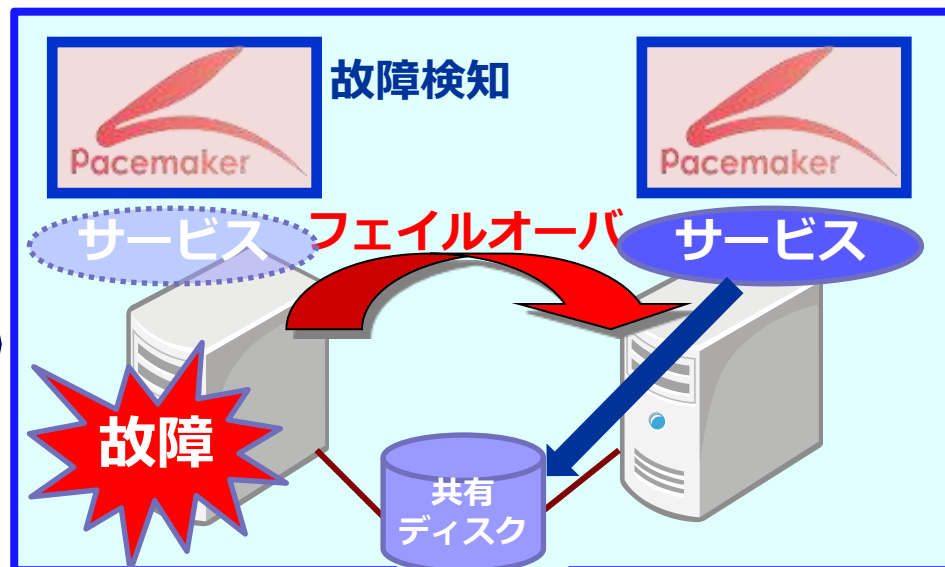 故障検知
Pacemaker
Pacemaker
サービス
フェイルオーバ
サービス
故障
共有
ディスク